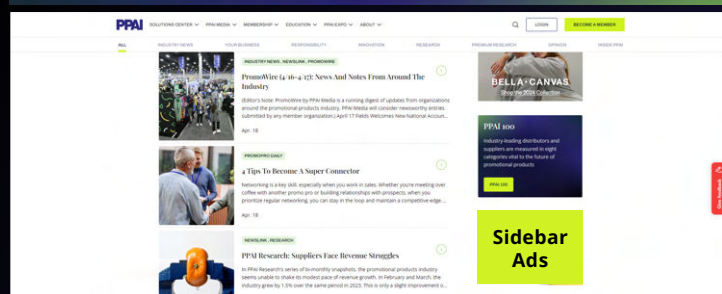 PPAI SOLUTIONS CENTER PPAI MEDIA MEMBERSHIP EDUCATION PPAI EXPO ABOUT LOGIN BECOME A MEMBER
ALL INDUSTRY NEWS YOUR BUSINESS RESPONSIBILITY INNOVATION RESEARCH PREMIUM RESEARCH OPINION INSIDE PPAI
INDUSTRY NEWS, NEWSLINK, PROMOWIRE
PromoWire (4/16-4/17): News And Notes From Around The
Industry
(Editor's Note: PromoWire by PPAI Media is a running digest of updates from organizations
around the promotional products industry. PPAI Media will consider newsworthy entries
submitted by any member organization.) April 17 Fields Welcomes New National Accoun...
Apr. 18
PROMOPRO DAILY
4 Tips To Become A Super Connector
Networking is a key skill, especially when you work in sales. Whether you're meeting over
coffee with another promo pro or building relationships with prospects, when you
prioritize regular networking, you can stay in the loop and maintain a competitive edge...
Apr. 18
NEWSLINK, RESEARCH
PPAI Research: Suppliers Face Revenue Struggles
In PPAI Research's series of bi-monthly snapshots, the promotional products industry
seems unable to shake its modest pace of revenue growth. In February and March, the
industry grew by 1.5% over the same period in 2023. This is only a slight improvement o...
BELLA+CANVAS
Shop the 2024 Collection
PPAI 100
Industry-leading distributors and
suppliers are measured in eight
categories vital to the future of
promotional products
PPAI 100
Sidebar
Ads
Give feedback